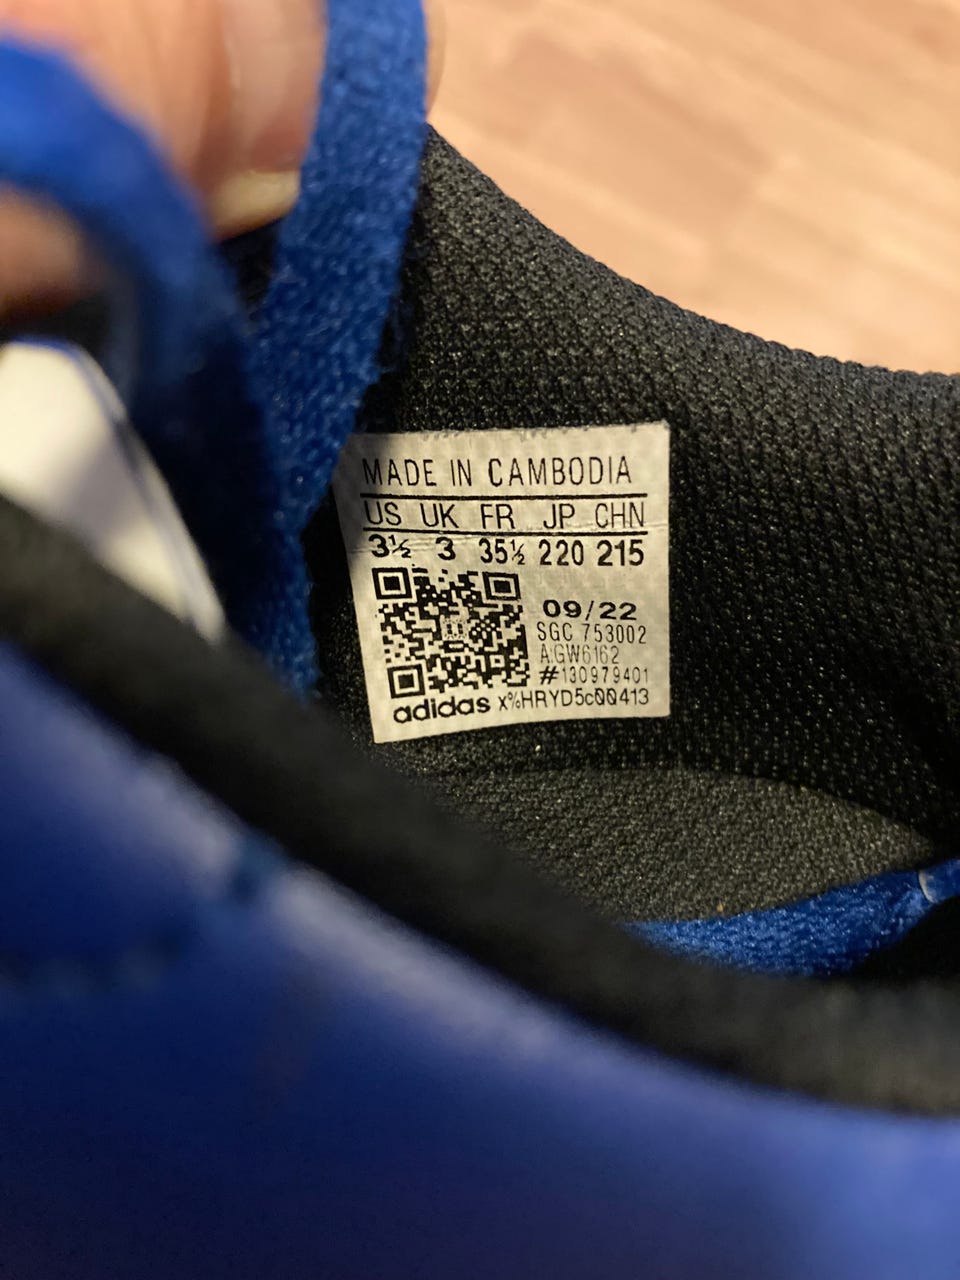 MADE IN CAMBODIA
US UK FR JP CHN
3½ 3 35½ 220 215
09/22
SGC 753002
A:GW6162
#130979401
adidas x%HRYD5c00413